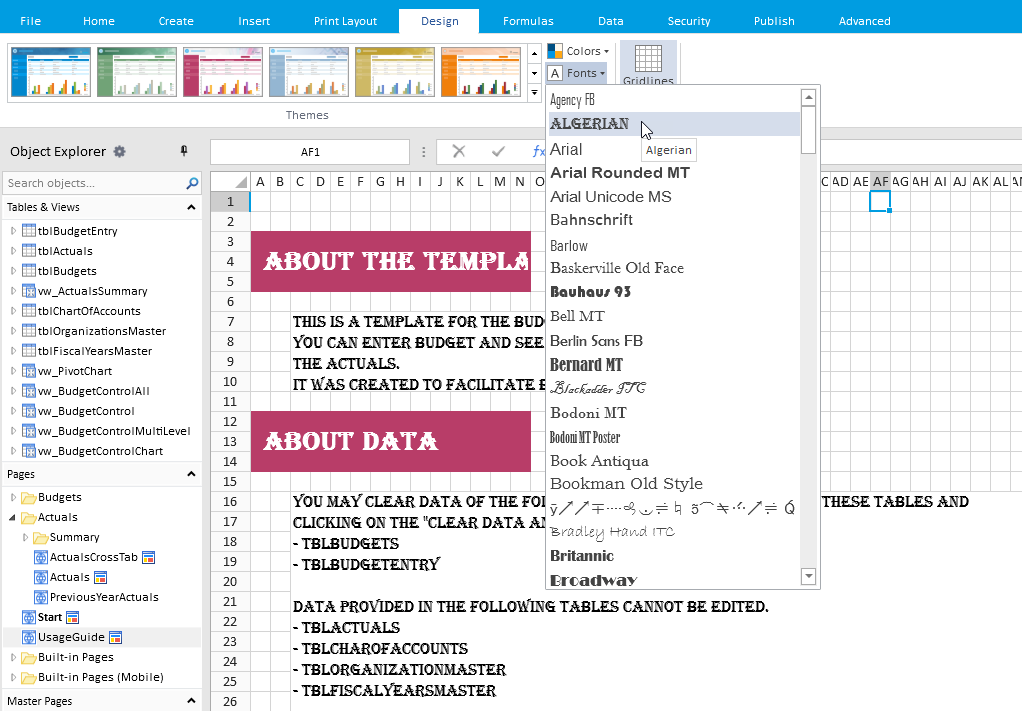 File Home Create Insert Print Layout Design Formulas Data Security Publish Advanced
Colors
A Fonts
Gridlines
Themes
Object Explorer
AF1
fx
Search objects...
Tables & Views
tblBudgetEntry
tblActuals
tblBudgets
vw_ActualsSummary
tblChartOfAccounts
tblOrganizationsMaster
tblFiscalYearsMaster
vw_PivotChart
vw_BudgetControlAll
vw_BudgetControl
vw_BudgetControlMultiLevel
vw_BudgetControlChart
Pages
Budgets
Actuals
Summary
ActualsCrossTab
Actuals
PreviousYearActuals
Start
UsageGuide
Built-in Pages
Built-in Pages (Mobile)
Master Pages
A B C D E F G H I J K L M N O
C AD AE AF AG AH AI AJ AK AL
1
2
3
4
5
6
7
8
9
10
11
12
13
14
15
16
17
18
19
20
21
22
23
24
25
26
ABOUT THE TEMPLA
THIS IS A TEMPLATE FOR THE BUD
YOU CAN ENTER BUDGET AND SEE
THE ACTUALS.
IT WAS CREATED TO FACILITATE
ABOUT DATA
YOU MAY CLEAR DATA OF THE FOL THESE TABLES AND
CLICKING ON THE "CLEAR DATA AN
- TBLBUDGETS
- TBLBUDGETENTRY
DATA PROVIDED IN THE FOLLOWING TABLES CANNOT BE EDITED.
- TBLACTUALS
- TBLCHAROFACCOUNTS
- TBLORGANIZATIONMASTER
- TBLFISCALYEARSMASTER
Agency FB
ALGERIAN
Algerian
Arial
Arial Rounded MT
Arial Unicode MS
Bahnschrift
Barlow
Baskerville Old Face
Bauhaus 93
Bell MT
Berlin Sans FB
Bernard MT
Blackadder ITC
Bodoni MT
Bodoni MT Poster
Book Antiqua
Bookman Old Style
Bradley Hand ITC
Britannic
Broadway